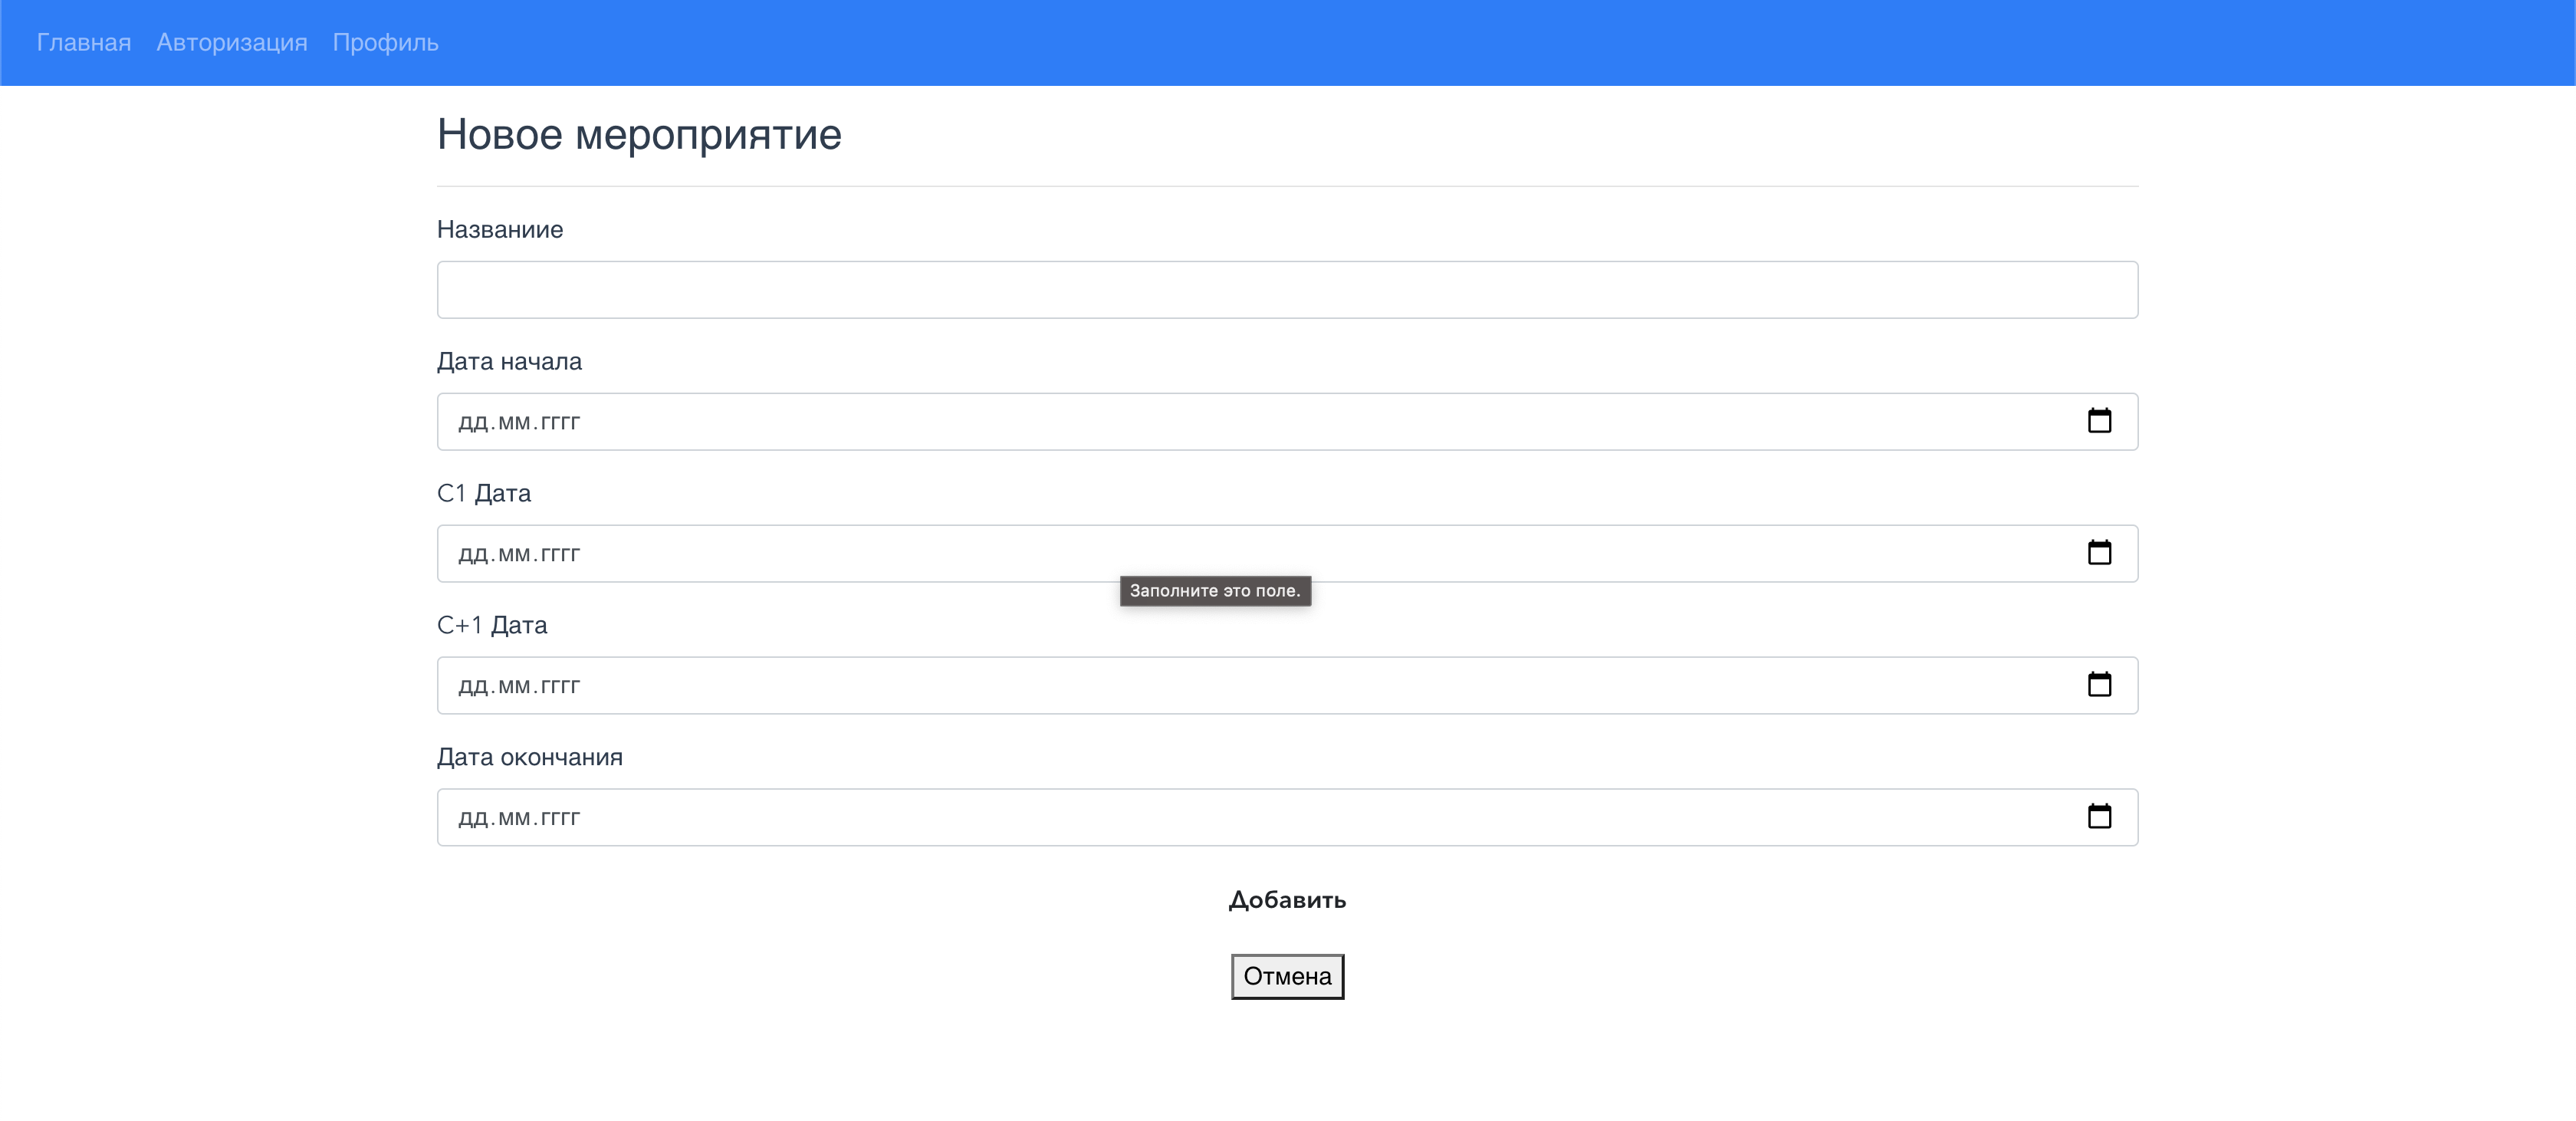 Главная Авторизация Профиль
Новое мероприятие
Названиие
Дата начала
дд.мм.гггг
C1 Дата
дд.мм.гггг
Заполните это поле.
C+1 Дата
дд.мм.гггг
Дата окончания
дд.мм.гггг
Добавить
Отмена